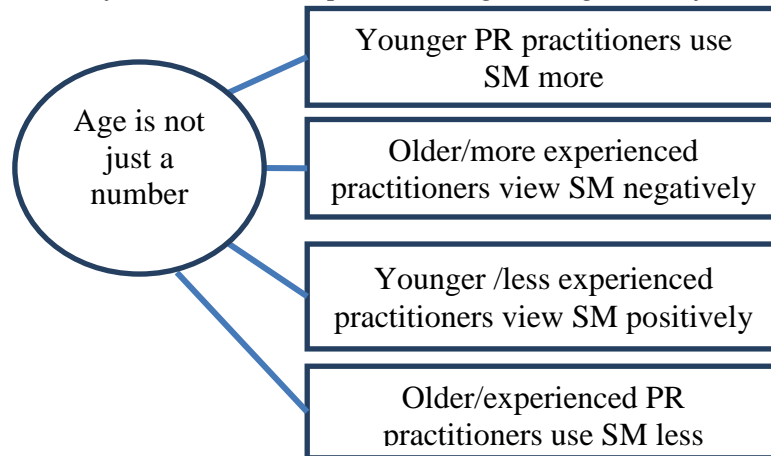 Younger PR practitioners use
SM more
Age is not
just a
number
Older/more experienced
practitioners view SM negatively
Younger /less experienced
practitioners view SM positively
Older/experienced PR
practitioners use SM less